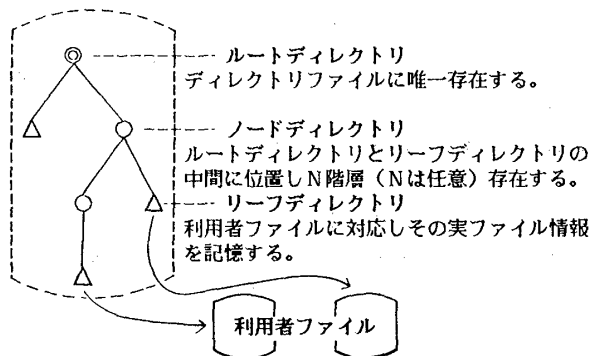 ルートディレクトリ
ディレクトリファイルに唯一存在する。
ノードディレクトリ
ルートディレクトリとリーフディレクトリの
中間に位置しN階層(Nは任意)存在する。
リーフディレクトリ
利用者ファイルに対応しその実ファイル情報
を記憶する。
利用者ファイル